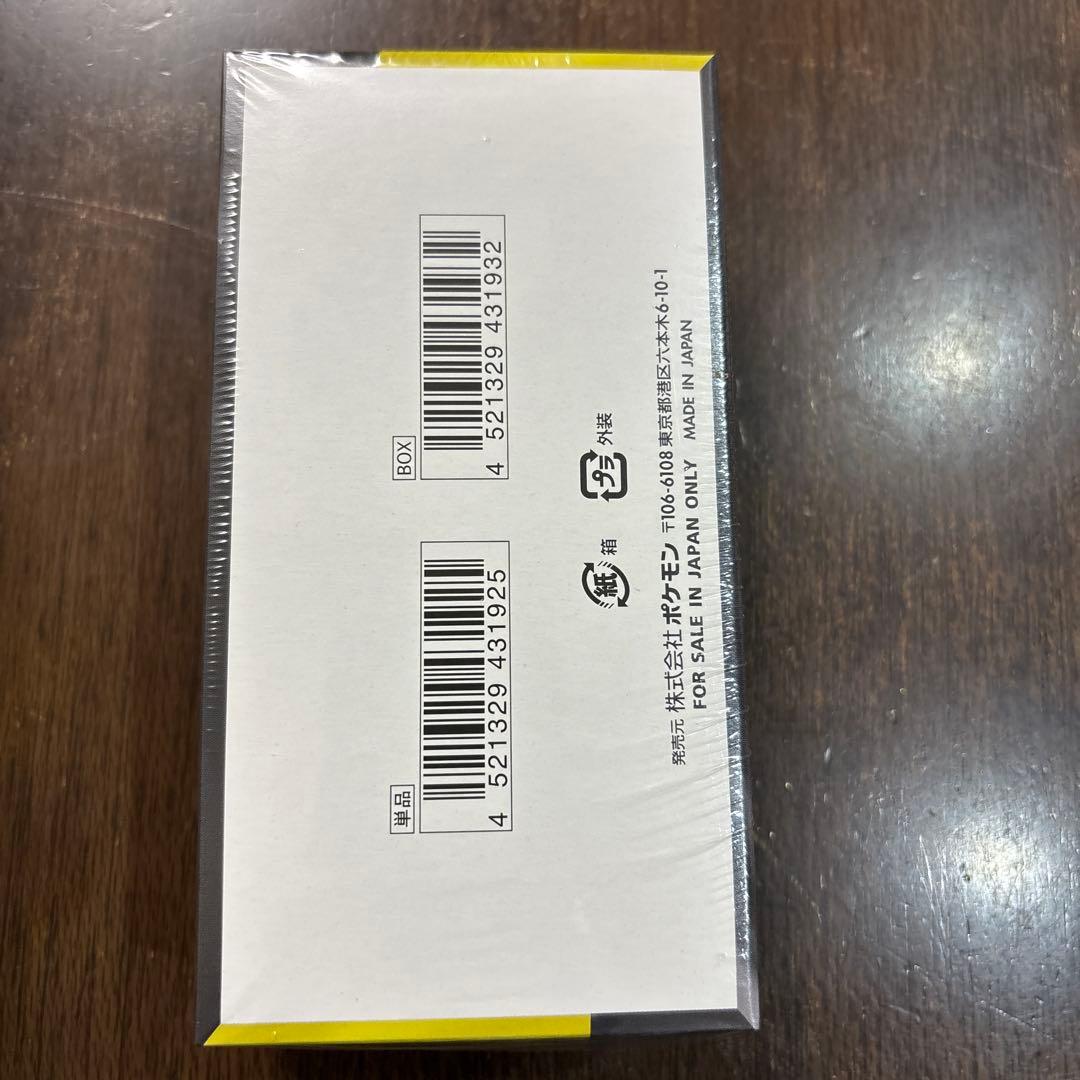 単品
4 521329 431925
BOX
4 521329 431932
紙 箱
プラ 外装
発売元 株式会社 ポケモン 〒106-6108 東京都港区六本木6-10-1
FOR SALE IN JAPAN ONLY MADE IN JAPAN